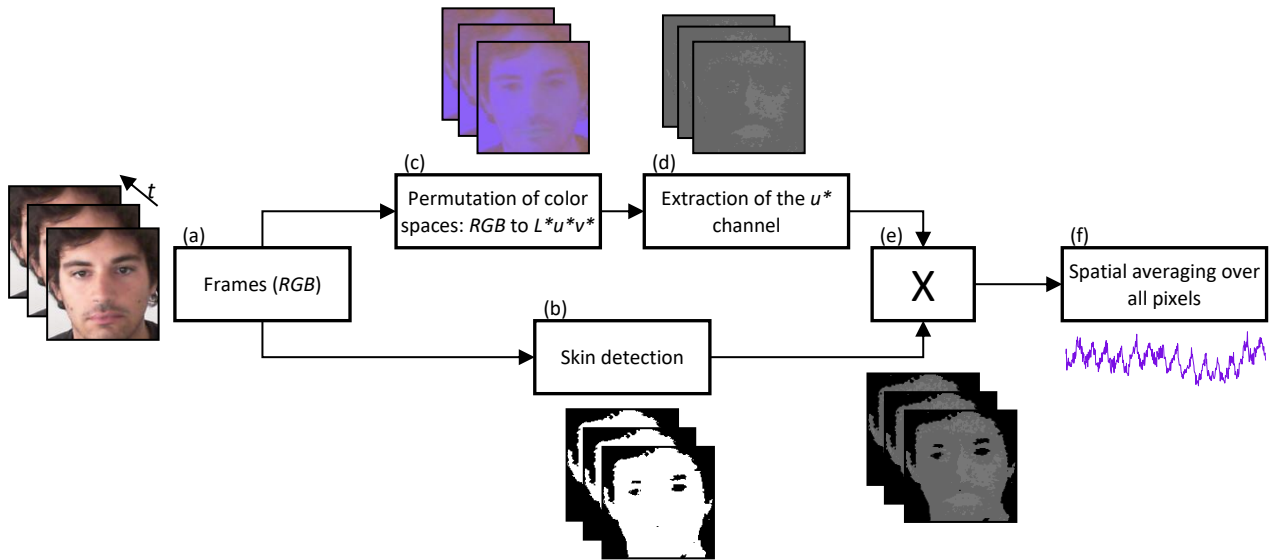 (c)
Permutation of color
spaces: RGB to L*u*v*
(d)
Extraction of the u*
channel
t
(a)
Frames (RGB)
(e)
X
(f)
Spatial averaging over
all pixels
(b)
Skin detection